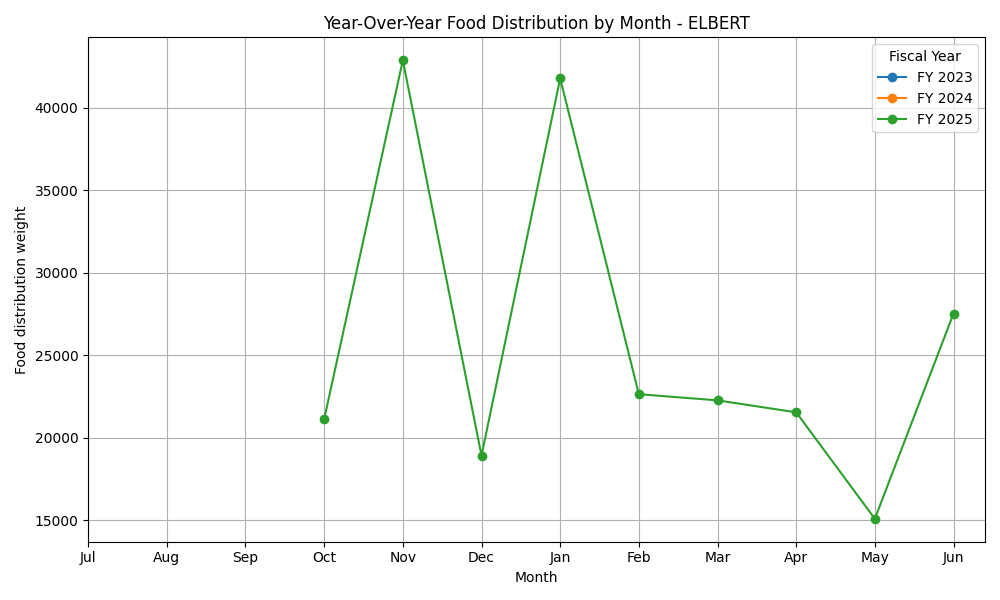 Year-Over-Year Food Distribution by Month - ELBERT
Fiscal Year
FY 2023
FY 2024
FY 2025
Food distribution weight
40000
35000
30000
25000
20000
15000
Jul Aug Sep Oct Nov Dec Jan Feb Mar Apr May Jun
Month